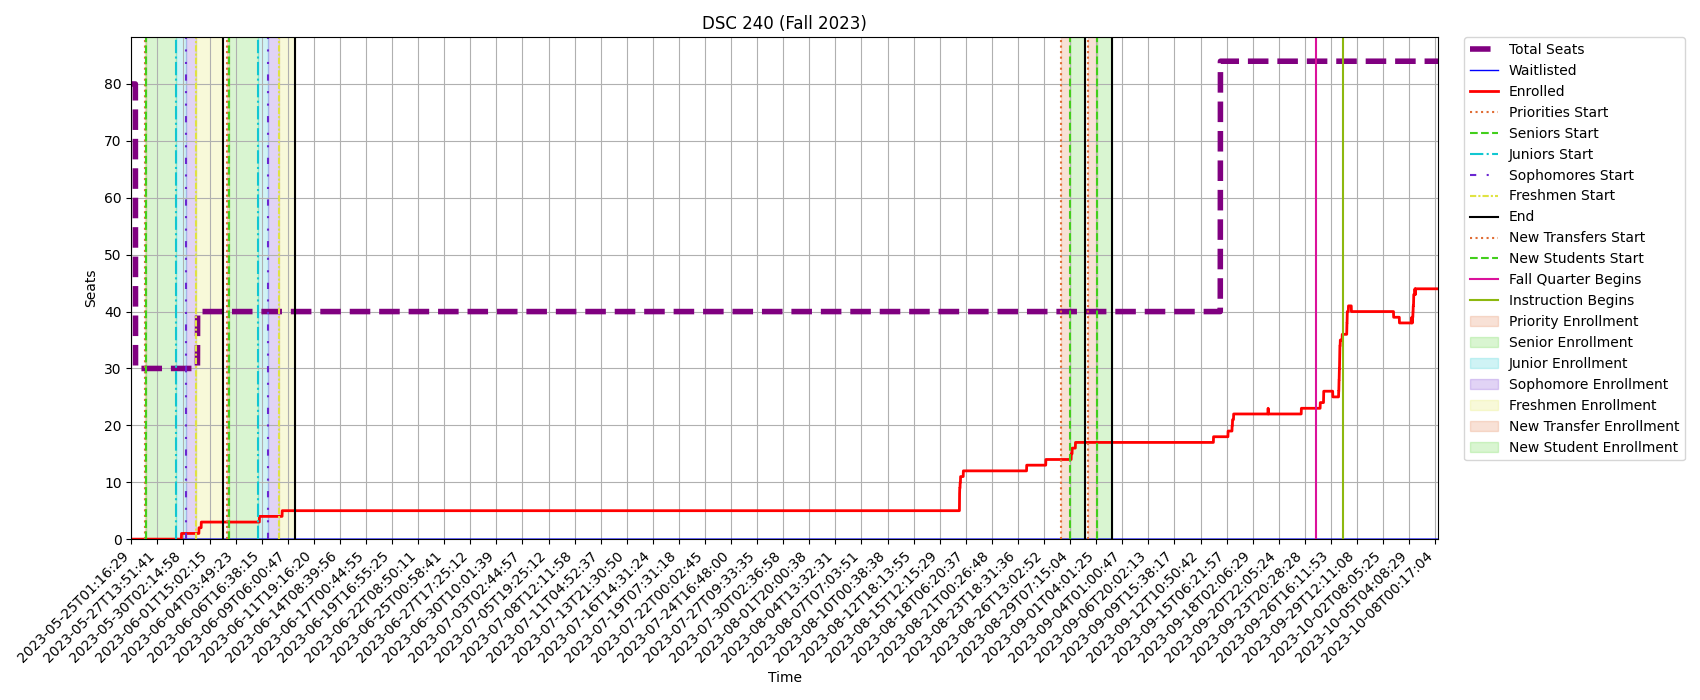 DSC 240 (Fall 2023)
Seats
80
70
60
50
40
30
20
10
0
2023-05-25T01:16:29
2023-05-27T13:51:41
2023-05-30T02:14:58
2023-06-01T15:02:15
2023-06-04T03:49:23
2023-06-06T16:38:15
2023-06-09T06:00:47
2023-06-11T19:16:20
2023-06-14T08:39:56
2023-06-17T00:44:55
2023-06-19T16:55:25
2023-06-22T08:50:11
2023-06-25T00:58:41
2023-06-27T17:25:12
2023-06-30T10:01:39
2023-07-03T02:44:57
2023-07-05T19:25:12
2023-07-08T12:11:58
2023-07-11T04:52:37
2023-07-13T21:30:50
2023-07-16T14:31:24
2023-07-19T07:31:18
2023-07-22T00:02:45
2023-07-24T16:48:00
2023-07-27T09:33:35
2023-07-30T02:36:58
2023-08-01T20:00:38
2023-08-04T13:32:31
2023-08-07T07:03:51
2023-08-10T00:38:38
2023-08-12T18:13:55
2023-08-15T12:15:29
2023-08-18T06:20:37
2023-08-21T00:26:48
2023-08-23T18:31:36
2023-08-26T13:02:52
2023-08-29T07:15:04
2023-09-01T04:01:25
2023-09-04T01:00:47
2023-09-06T20:02:13
2023-09-09T15:38:17
2023-09-12T10:50:42
2023-09-15T06:21:57
2023-09-18T02:06:29
2023-09-20T22:05:24
2023-09-23T20:28:28
2023-09-26T16:11:53
2023-09-29T12:11:08
2023-10-02T08:05:25
2023-10-05T04:08:29
2023-10-08T00:17:04
Time
Total Seats
Waitlisted
Enrolled
Priorities Start
Seniors Start
Juniors Start
Sophomores Start
Freshmen Start
End
New Transfers Start
New Students Start
Fall Quarter Begins
Instruction Begins
Priority Enrollment
Senior Enrollment
Junior Enrollment
Sophomore Enrollment
Freshmen Enrollment
New Transfer Enrollment
New Student Enrollment